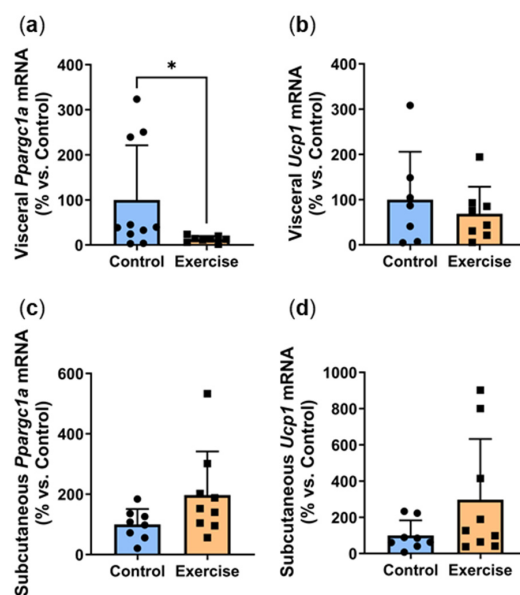 (a)
Visceral Ppargc1a mRNA
(% vs. Control)
400
300
200
100
0
*
Control Exercise
(b)
Visceral Ucp1 mRNA
(% vs. Control)
400
300
200
100
0
Control Exercise
(c)
Subcutaneous Ppargc1a mRNA
(% vs. Control)
600
400
200
0
Control Exercise
(d)
Subcutaneous Ucp1 mRNA
(% vs. Control)
1000
800
600
400
200
0
Control Exercise